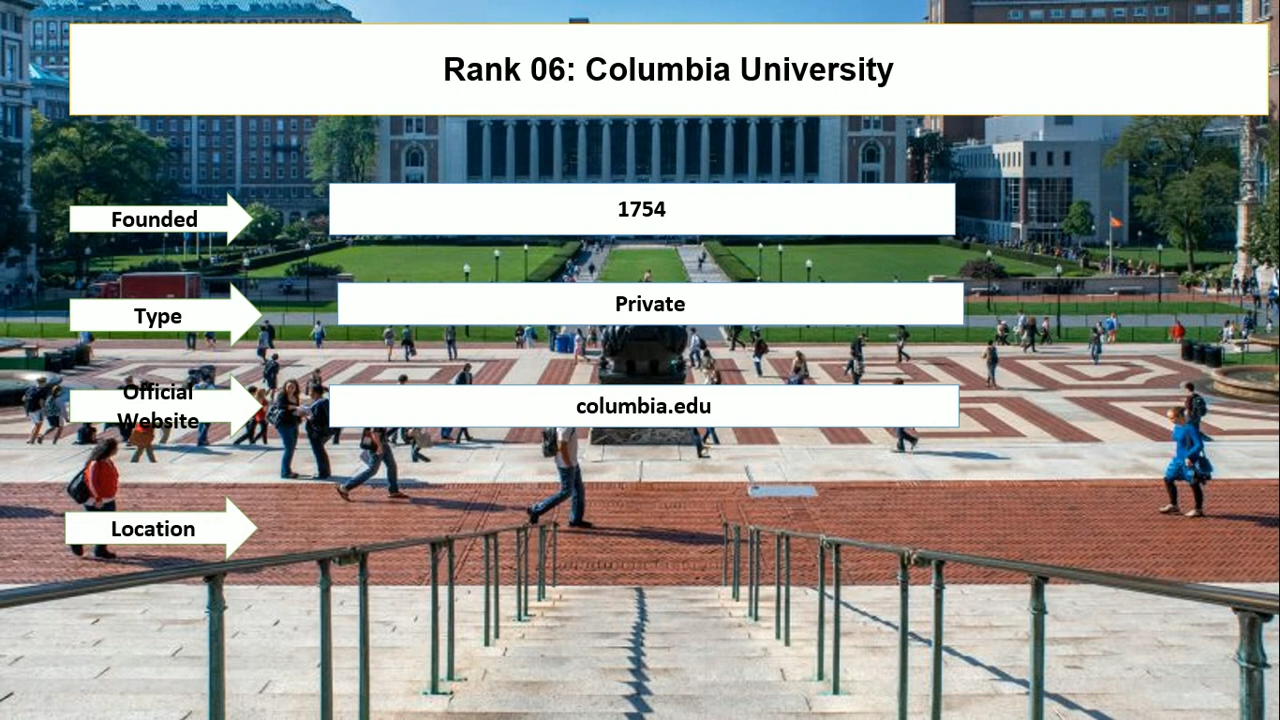 Rank 06: Columbia University
Founded
1754
Type
Private
Official
Website
columbia.edu
Location